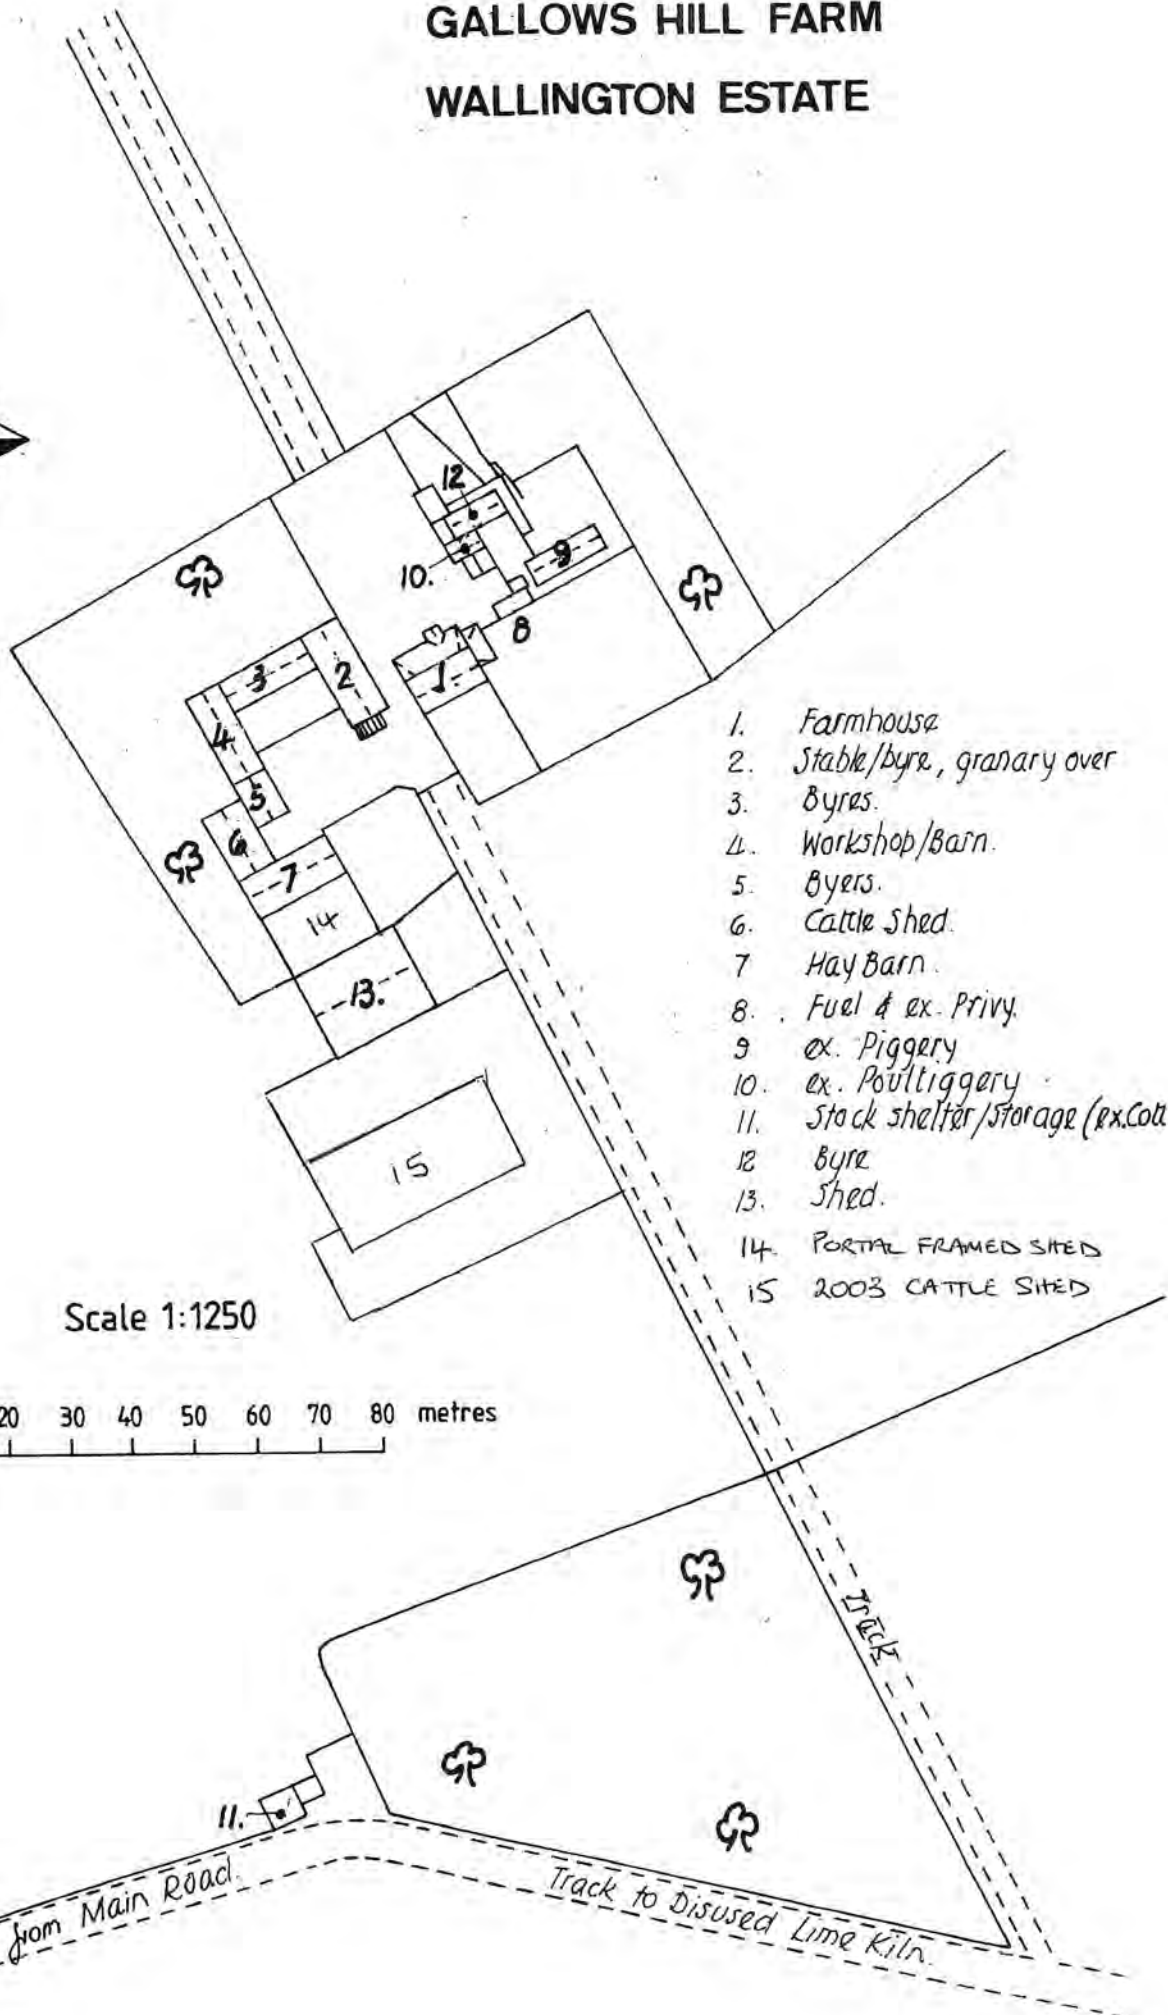 GALLOWS HILL FARM
WALLINGTON ESTATE
12
10.
9
8
3
2
1.
4
5
6
7
14
13.
15
1. Farmhouse
2. Stable/byre, granary over
3. Byres.
4. Workshop/Barn.
5. Byers.
6. Cattle Shed.
7 Hay Barn.
8. Fuel & ex. Privy.
9 ex. Piggery
10. ex. Poultiggery
11. Stock shelter/storage (ex.Cott
12 Byre
13. Shed.
14. PORTAL FRAMED SHED
15 2003 CATTLE SHED
Scale 1:1250
20 30 40 50 60 70 80 metres
Track
11.
from Main Road.
Track to Disused Lime Kiln.